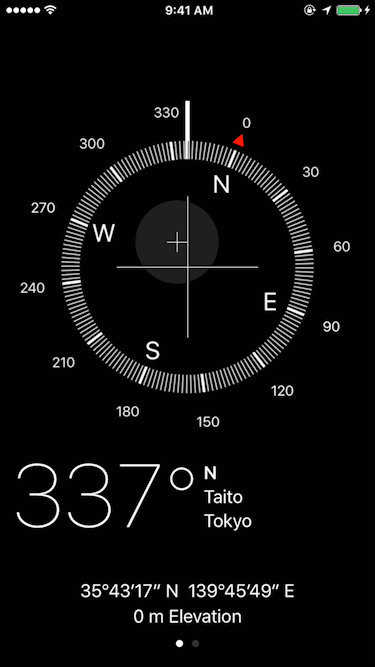 9:41 AM
330
0
300
30
N
270
W
60
240
E
90
S
210
120
180
150
337° N
Taito
Tokyo
35°43’17” N 139°45’49” E
0 m Elevation